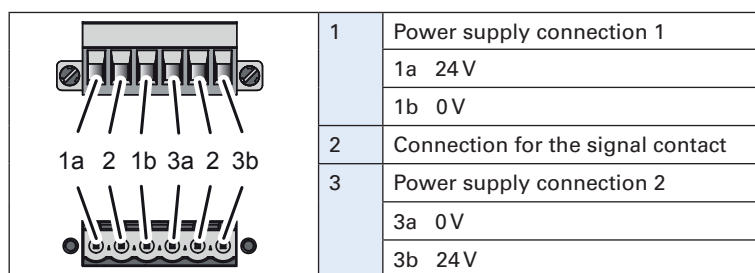 1a 2 1b 3a 2 3b
1 Power supply connection 1
1a 24 V
1b 0 V
2 Connection for the signal contact
3 Power supply connection 2
3a 0 V
3b 24 V